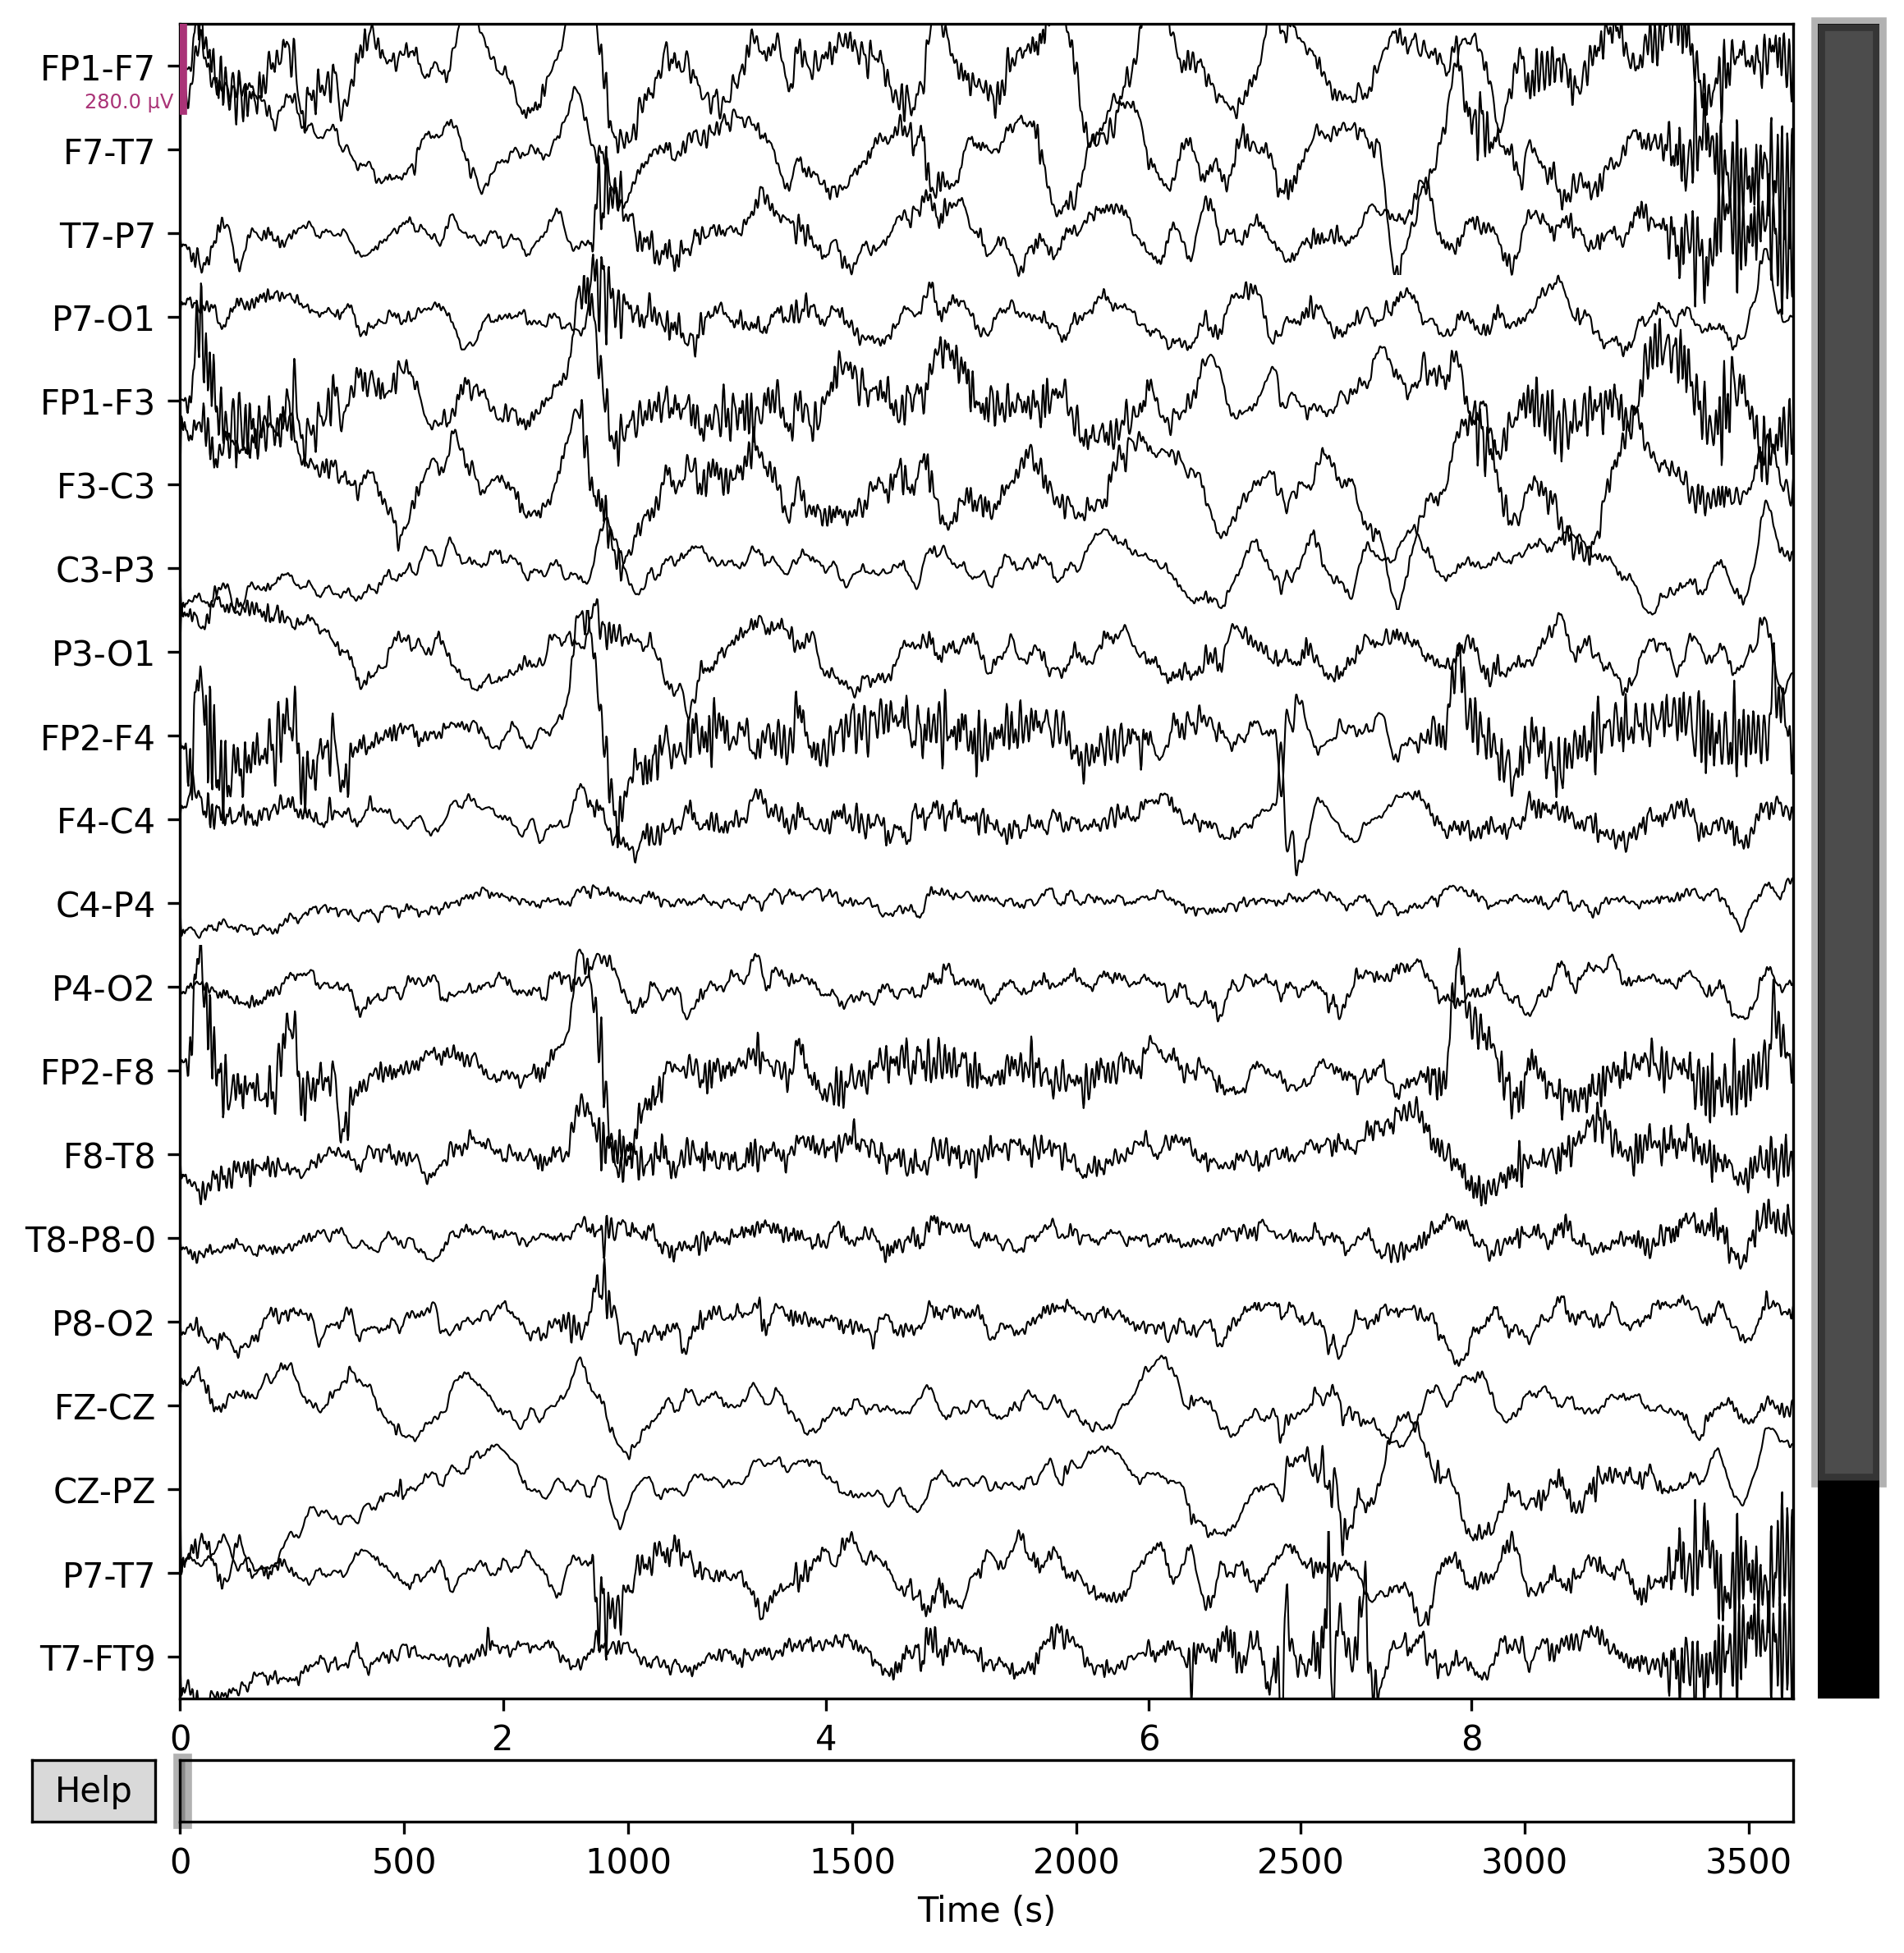 FP1-F7
280.0 µV
F7-T7
T7-P7
P7-O1
FP1-F3
F3-C3
C3-P3
P3-O1
FP2-F4
F4-C4
C4-P4
P4-O2
FP2-F8
F8-T8
T8-P8-0
P8-O2
FZ-CZ
CZ-PZ
P7-T7
T7-FT9
0 2 4 6 8
Help
0 500 1000 1500 2000 2500 3000 3500
Time (s)